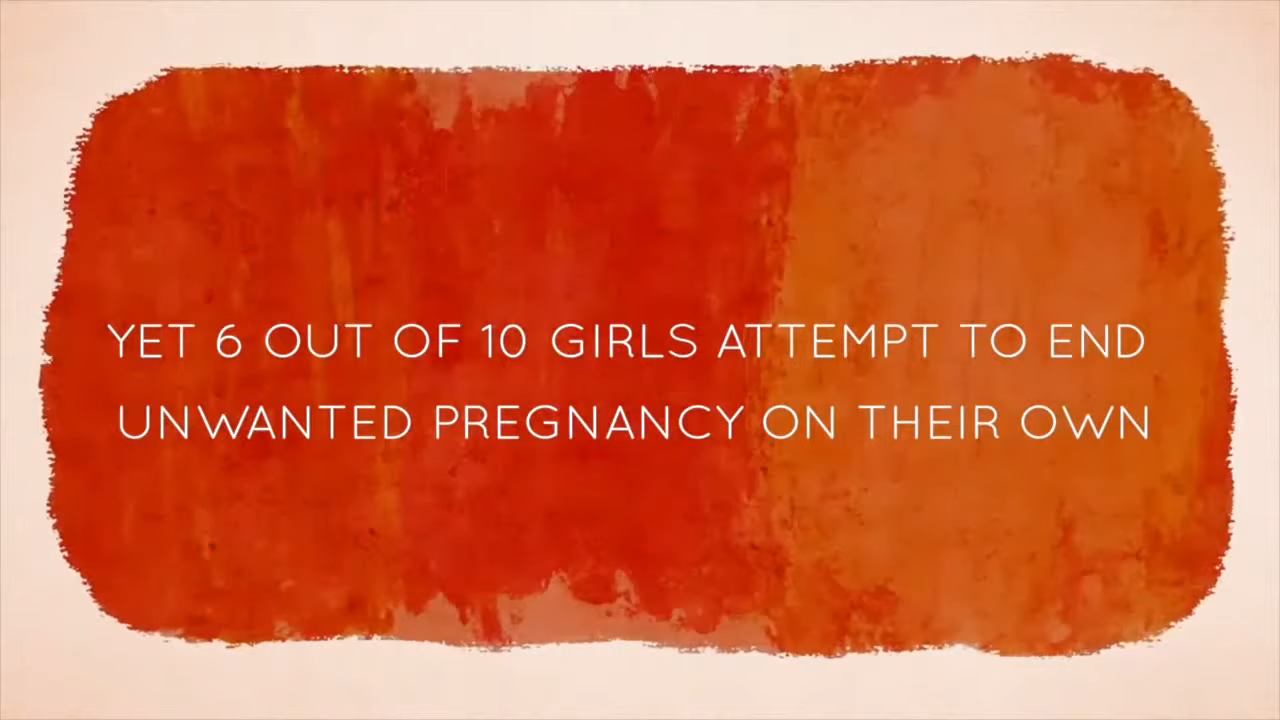 YET 6 OUT OF 10 GIRLS ATTEMPT TO END
UNWANTED PREGNANCY ON THEIR OWN